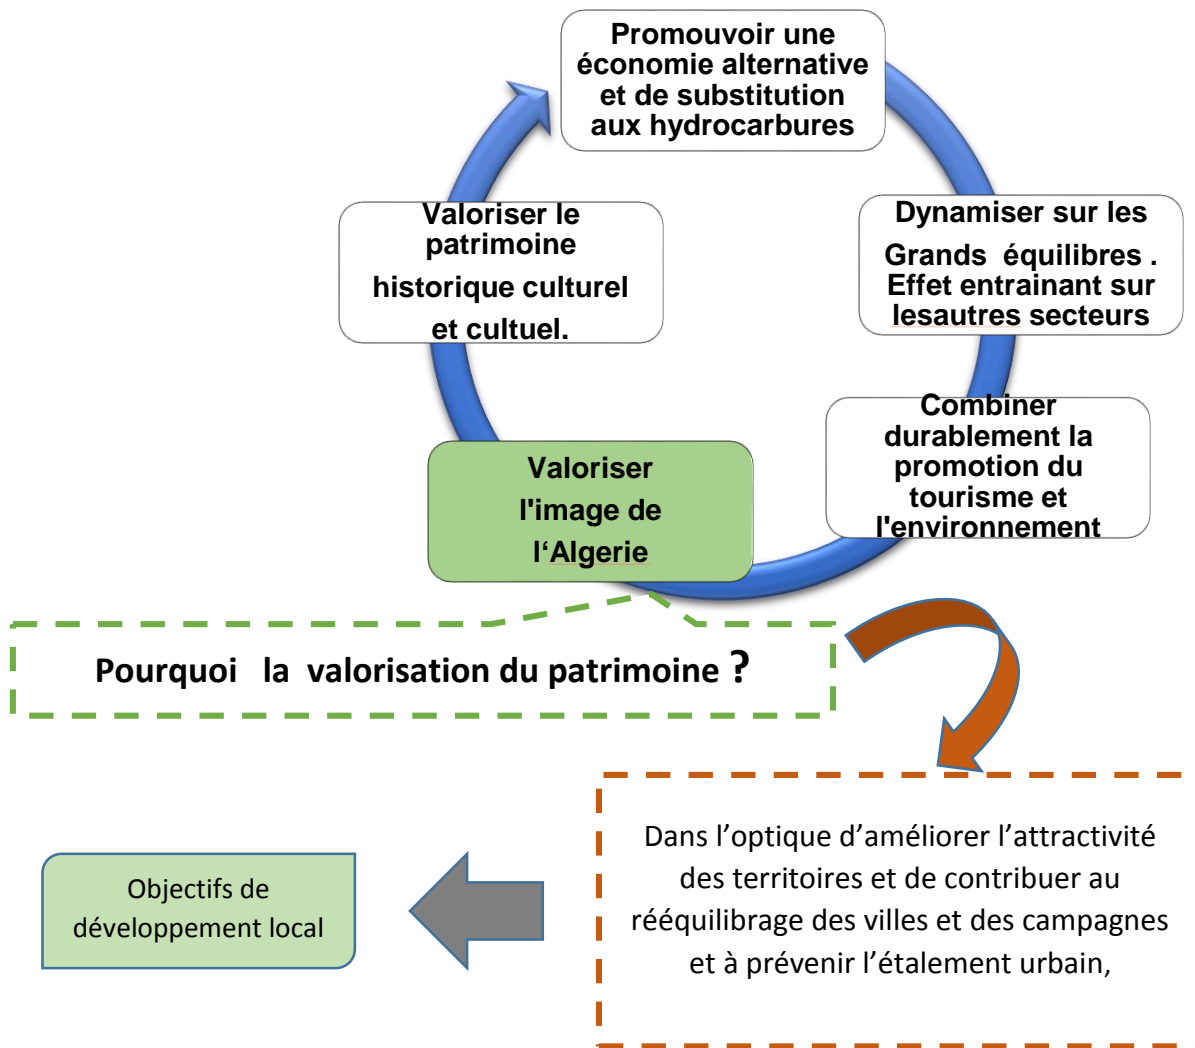 Promouvoir une
économie alternative
et de substitution
aux hydrocarbures
Valoriser le
patrimoine
historique culturel
et cultuel.
Dynamiser sur les
Grands équilibres .
Effet entrainant sur
lesautres secteurs
Combiner
durablement la
promotion du
tourisme et
l'environnement
Valoriser
l'image de
l‘Algerie
Pourquoi la valorisation du patrimoine ?
Dans l’optique d’améliorer l’attractivité
des territoires et de contribuer au
rééquilibrage des villes et des campagnes
et à prévenir l’étalement urbain,
Objectifs de
développement local